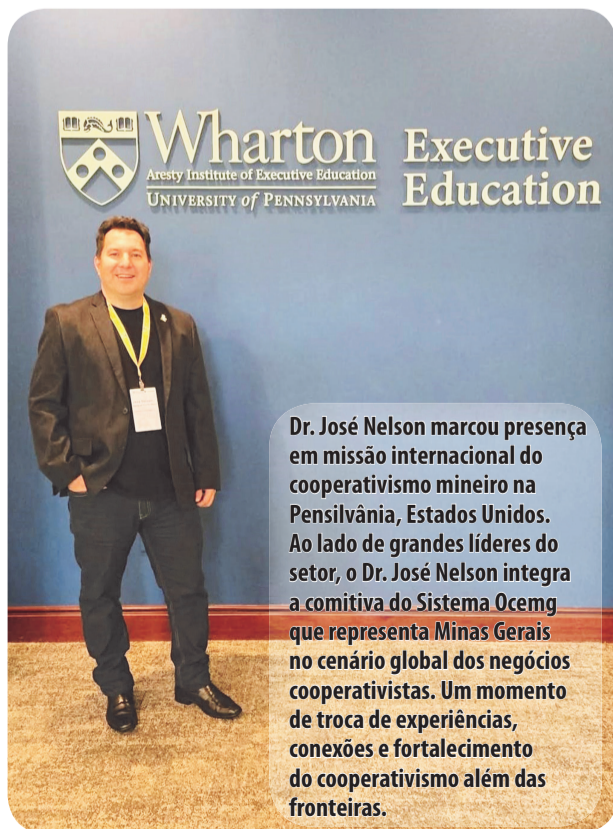 Wharton
Aresty Institute of Executive Education
UNIVERSITY of PENNSYLVANIA
Executive
Education
Dr. José Nelson marcou presença
em missão internacional do
cooperativismo mineiro na
Pensilvânia, Estados Unidos.
Ao lado de grandes líderes do
setor, o Dr. José Nelson integra
a comitiva do Sistema Ocemg
que representa Minas Gerais
no cenário global dos negócios
cooperativistas. Um momento
de troca de experiências,
conexões e fortalecimento
do cooperativismo além das
fronteiras.